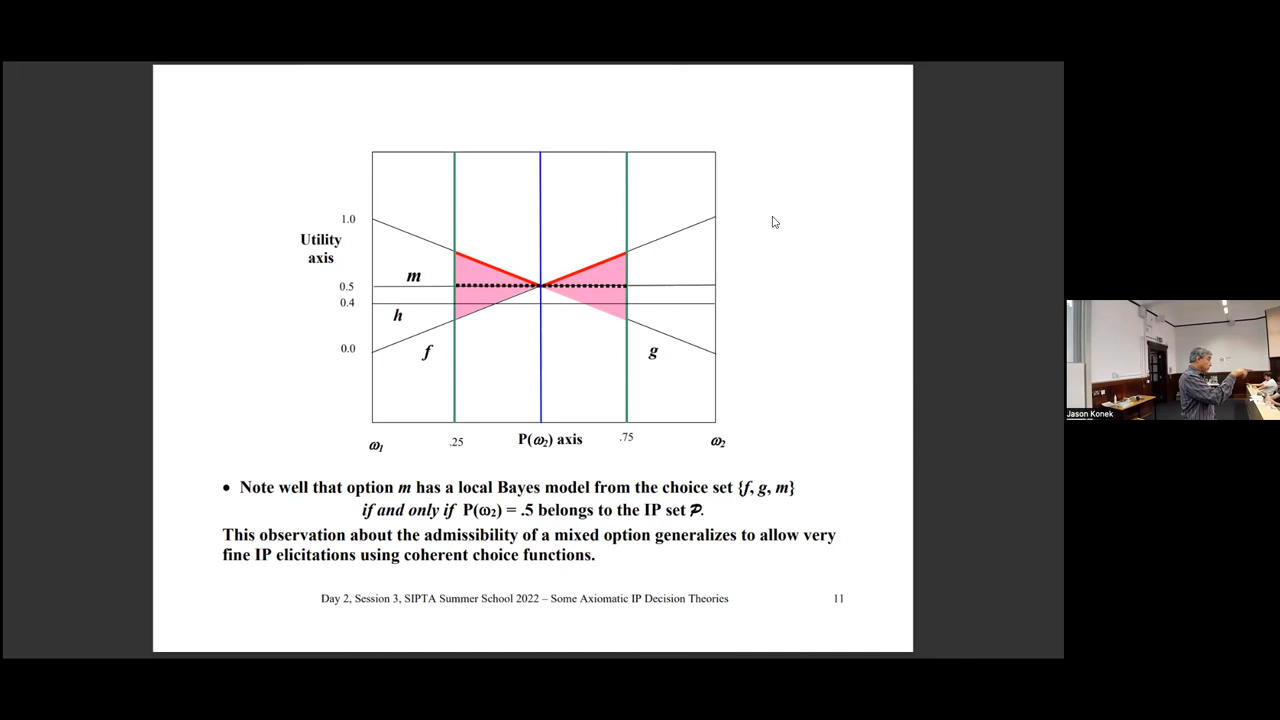 1.0
Utility
axis
m
0.5
0.4
h
f
g
0.0
ω1
.25
P(ω2) axis
.75
ω2
• Note well that option m has a local Bayes model from the choice set {f, g, m}
if and only if P(ω2) = .5 belongs to the IP set 𝒫.
This observation about the admissibility of a mixed option generalizes to allow very
fine IP elicitations using coherent choice functions.
Day 2, Session 3, SIPTA Summer School 2022 – Some Axiomatic IP Decision Theories
11
Jason Konek